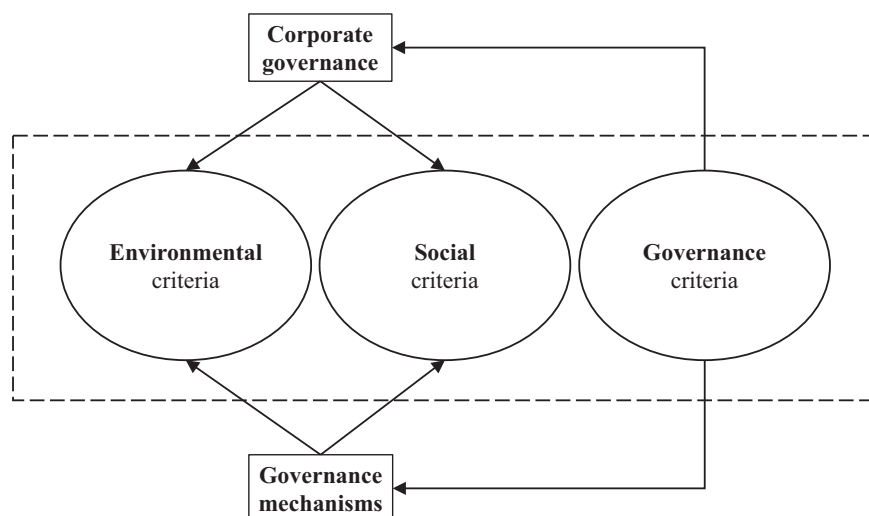 Corporate
governance
Environmental
criteria
Social
criteria
Governance
criteria
Governance
mechanisms